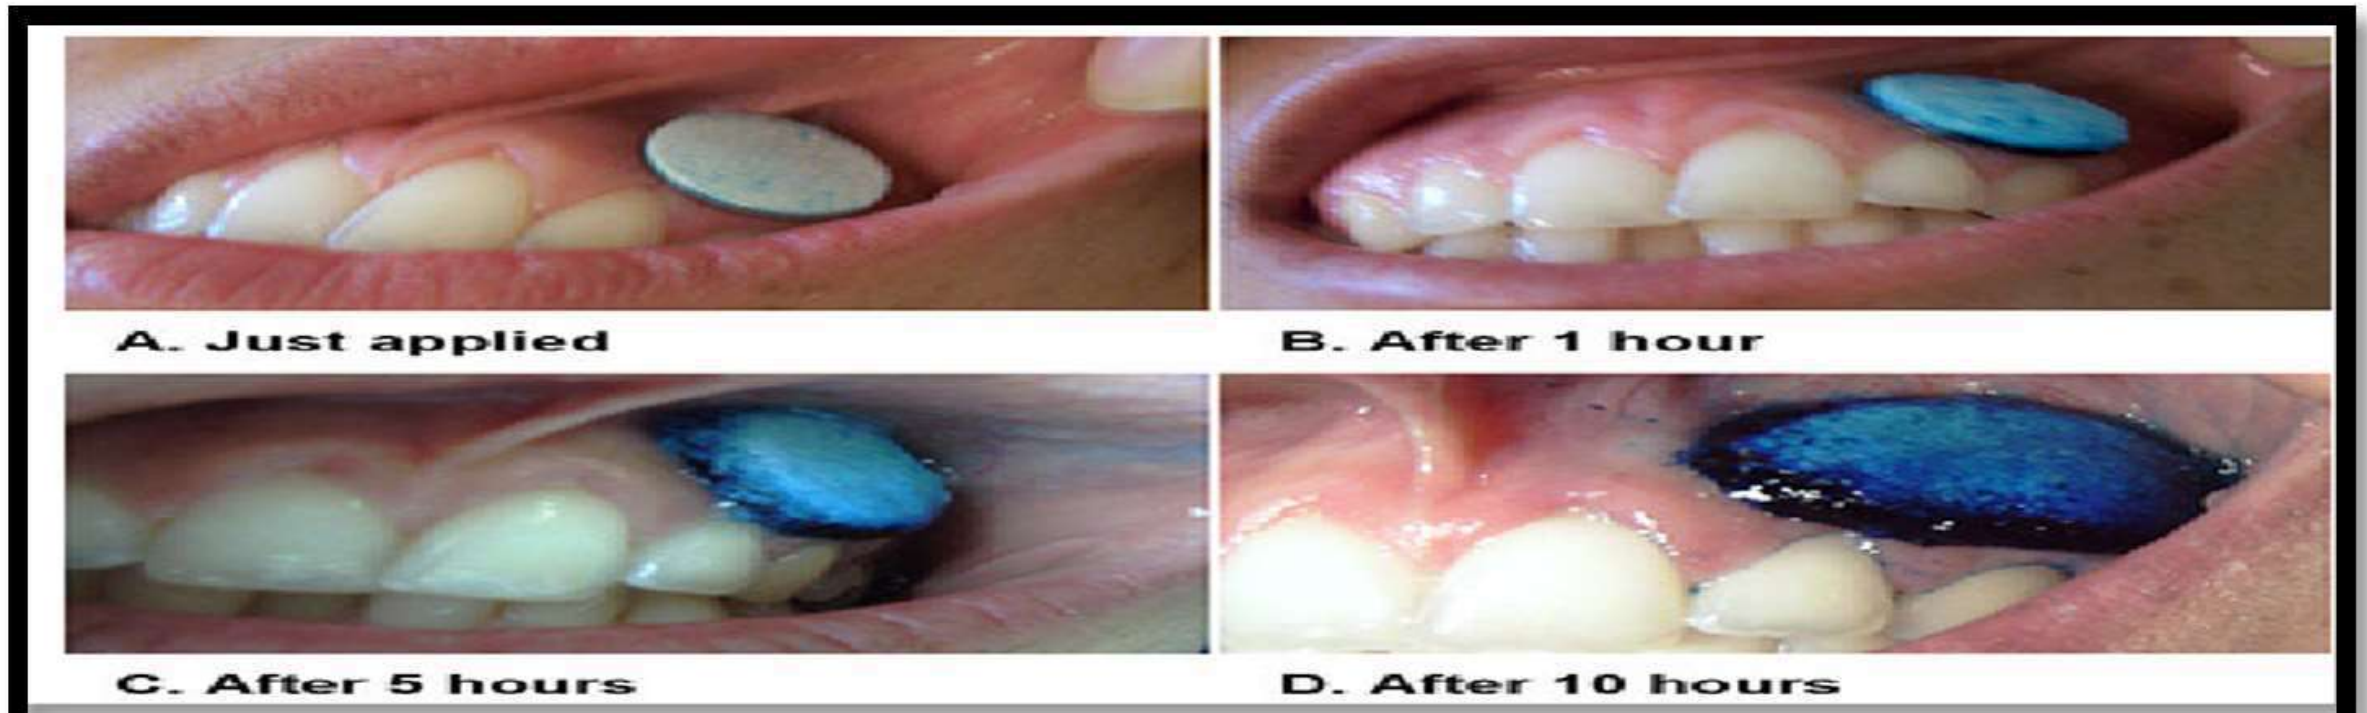 A. Just applied
B. After 1 hour
C. After 5 hours
D. After 10 hours